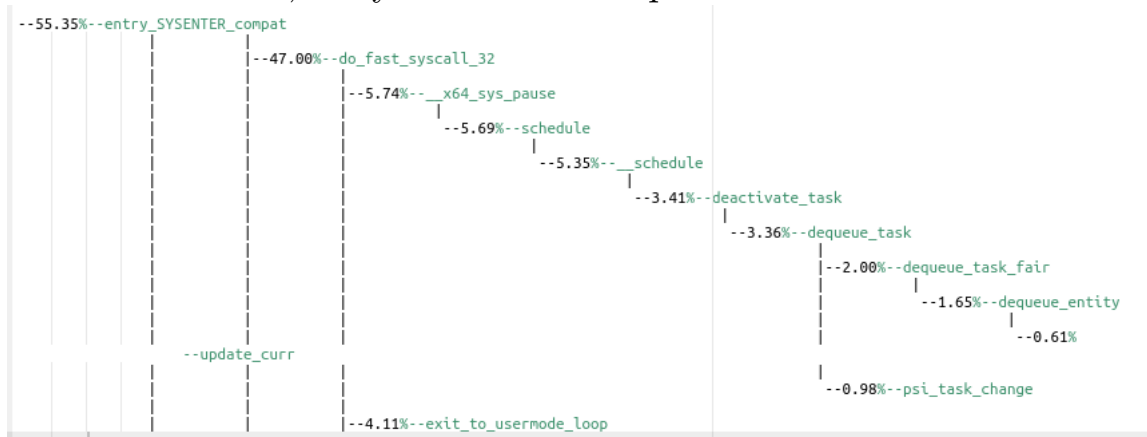 --55.35%--entry_SYSENTER_compat
|--47.00%--do_fast_syscall_32
|--5.74%--__x64_sys_pause
--5.69%--schedule
--5.35%--__schedule
--3.41%--deactivate_task
--3.36%--dequeue_task
|--2.00%--dequeue_task_fair
--1.65%--dequeue_entity
--0.61%
--update_curr
--0.98%--psi_task_change
|--4.11%--exit_to_usermode_loop